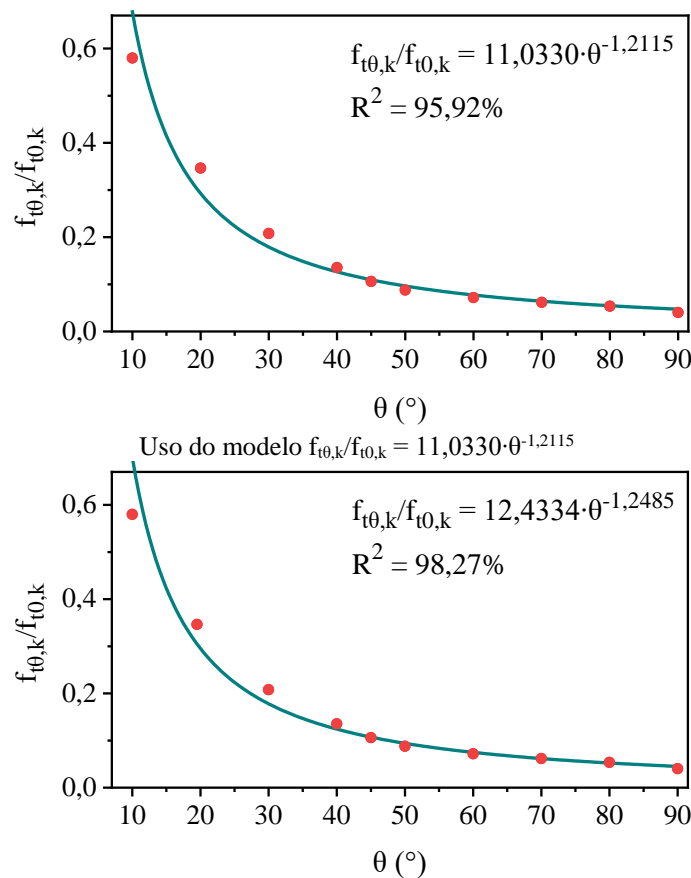 0,6
0,4
0,2
0,0
f_{tθ,k}/f_{t0,k}
f_{tθ,k}/f_{t0,k} = 11,0330·θ^{-1,2115}
R^2 = 95,92%
10 20 30 40 50 60 70 80 90
θ (°)
Uso do modelo f_{tθ,k}/f_{t0,k} = 11,0330·θ^{-1,2115}
0,6
0,4
0,2
0,0
f_{tθ,k}/f_{t0,k}
f_{tθ,k}/f_{t0,k} = 12,4334·θ^{-1,2485}
R^2 = 98,27%
10 20 30 40 50 60 70 80 90
θ (°)